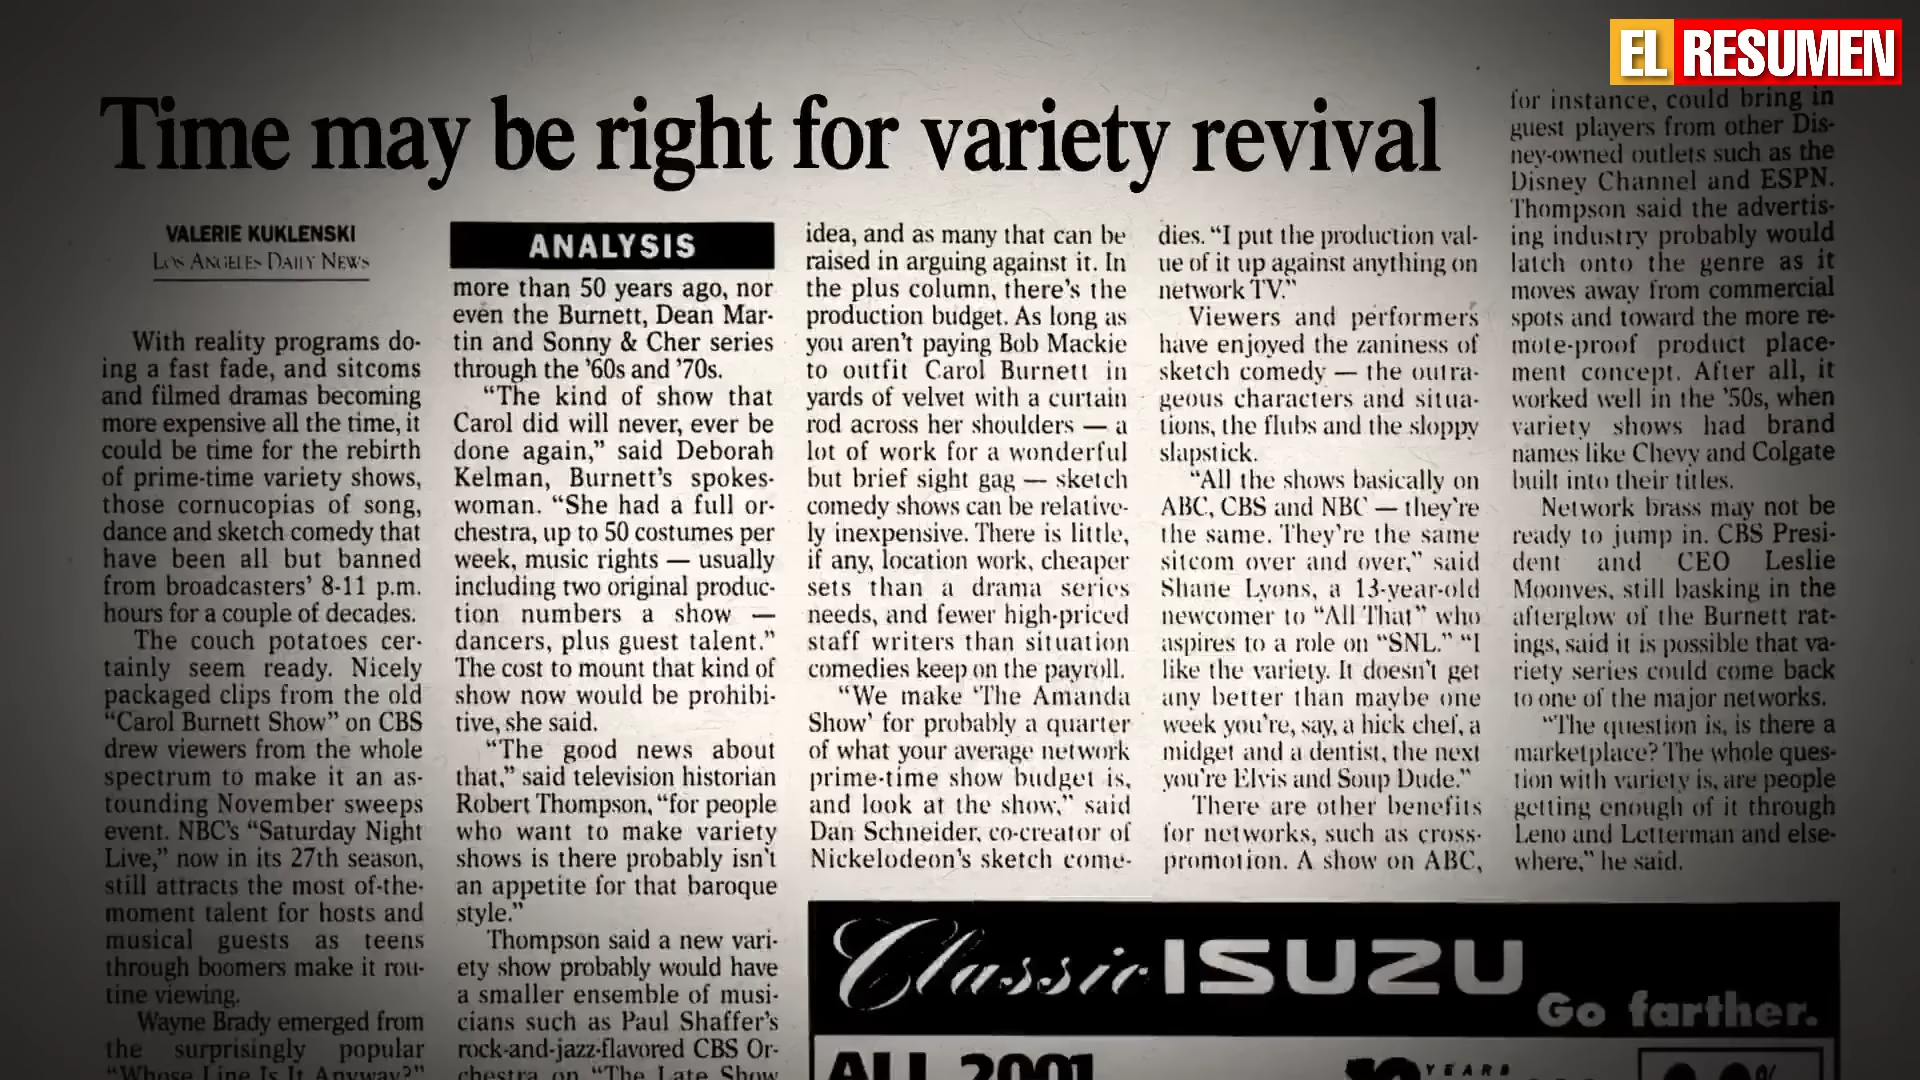 EL RESUMEN
Time may be right for variety revival
VALERIE KUKLENSKI
LOS ANGELES DAILY NEWS
With reality programs do-
ing a fast fade, and sitcoms
and filmed dramas becoming
more expensive all the time, it
could be time for the rebirth
of prime-time variety shows,
those cornucopias of song,
dance and sketch comedy that
have been all but banned
from broadcasters' 8-11 p.m.
hours for a couple of decades.
The couch potatoes cer-
tainly seem ready. Nicely
packaged clips from the old
"Carol Burnett Show" on CBS
drew viewers from the whole
spectrum to make it an as-
tounding November sweeps
event. NBC's "Saturday Night
Live," now in its 27th season,
still attracts the most of-the-
moment talent for hosts and
musical guests as teens
through boomers make it rou-
tine viewing.
Wayne Brady emerged from
the surprisingly popular
"Whose Line Is It Anyway?"
ANALYSIS
more than 50 years ago, nor
even the Burnett, Dean Mar-
tin and Sonny & Cher series
through the '60s and '70s.
"The kind of show that
Carol did will never, ever be
done again," said Deborah
Kelman, Burnett's spokes-
woman. "She had a full or-
chestra, up to 50 costumes per
week, music rights — usually
including two original produc-
tion numbers a show —
dancers, plus guest talent."
The cost to mount that kind of
show now would be prohibi-
tive, she said.
"The good news about
that," said television historian
Robert Thompson, "for people
who want to make variety
shows is there probably isn't
an appetite for that baroque
style."
Thompson said a new vari-
ety show probably would have
a smaller ensemble of musi-
cians such as Paul Shaffer's
rock-and-jazz-flavored CBS Or-
chestra on "The Late Show
idea, and as many that can be
raised in arguing against it. In
the plus column, there's the
production budget. As long as
you aren't paying Bob Mackie
to outfit Carol Burnett in
yards of velvet with a curtain
rod across her shoulders — a
lot of work for a wonderful
but brief sight gag — sketch
comedy shows can be relative-
ly inexpensive. There is little,
if any, location work, cheaper
sets than a drama series
needs, and fewer high-priced
staff writers than situation
comedies keep on the payroll.
"We make 'The Amanda
Show' for probably a quarter
of what your average network
prime-time show budget is,
and look at the show," said
Dan Schneider, co-creator of
Nickelodeon's sketch come-
dies. "I put the production val-
ue of it up against anything on
network TV."
Viewers and performers
have enjoyed the zaniness of
sketch comedy — the outra-
geous characters and situa-
tions, the flubs and the sloppy
slapstick.
"All the shows basically on
ABC, CBS and NBC — they're
the same. They're the same
sitcom over and over," said
Shane Lyons, a 13-year-old
newcomer to "All That" who
aspires to a role on "SNL." "I
like the variety. It doesn't get
any better than maybe one
week you're, say, a hick chef, a
midget and a dentist, the next
you're Elvis and Soup Dude."
There are other benefits
for networks, such as cross-
promotion. A show on ABC,
for instance, could bring in
guest players from other Dis-
ney-owned outlets such as the
Disney Channel and ESPN.
Thompson said the advertis-
ing industry probably would
latch onto the genre as it
moves away from commercial
spots and toward the more re-
mote-proof product place-
ment concept. After all, it
worked well in the '50s, when
variety shows had brand
names like Chevy and Colgate
built into their titles.
Network brass may not be
ready to jump in. CBS Presi-
dent and CEO Leslie
Moonves, still basking in the
afterglow of the Burnett rat-
ings, said it is possible that va-
riety series could come back
to one of the major networks.
"The question is, is there a
marketplace? The whole ques-
tion with variety is, are people
getting enough of it through
Leno and Letterman and else-
where," he said.
Classic ISUZU
Go farther.
ALL 2001
10 YEARS